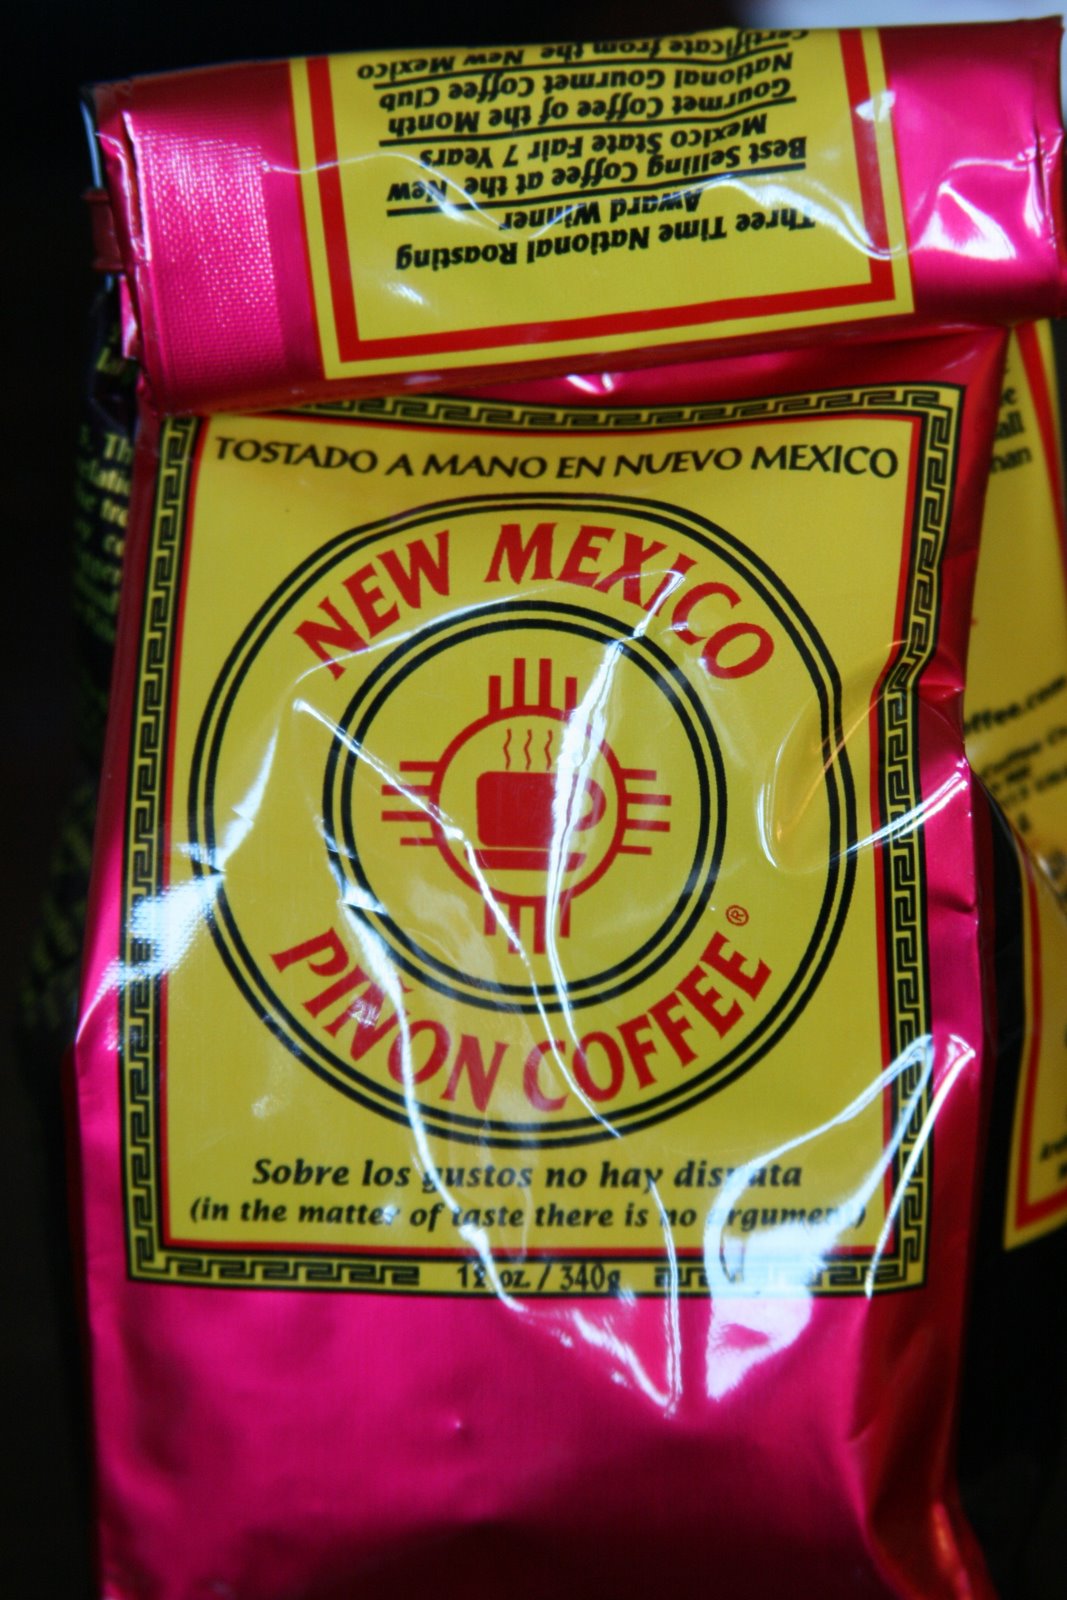 Three Time National Roasting
Award Winner
Best Selling Coffee at the New
Mexico State Fair 7 Years
Gourmet Coffee of the Month
National Gourmet Coffee Club
Certificate from the New Mexico
TOSTADO A MANO EN NUEVO MEXICO
NEW MEXICO
PIÑON COFFEE®
Sobre los gustos no hay disputa
(in the matter of taste there is no argument)
12 oz. / 340g